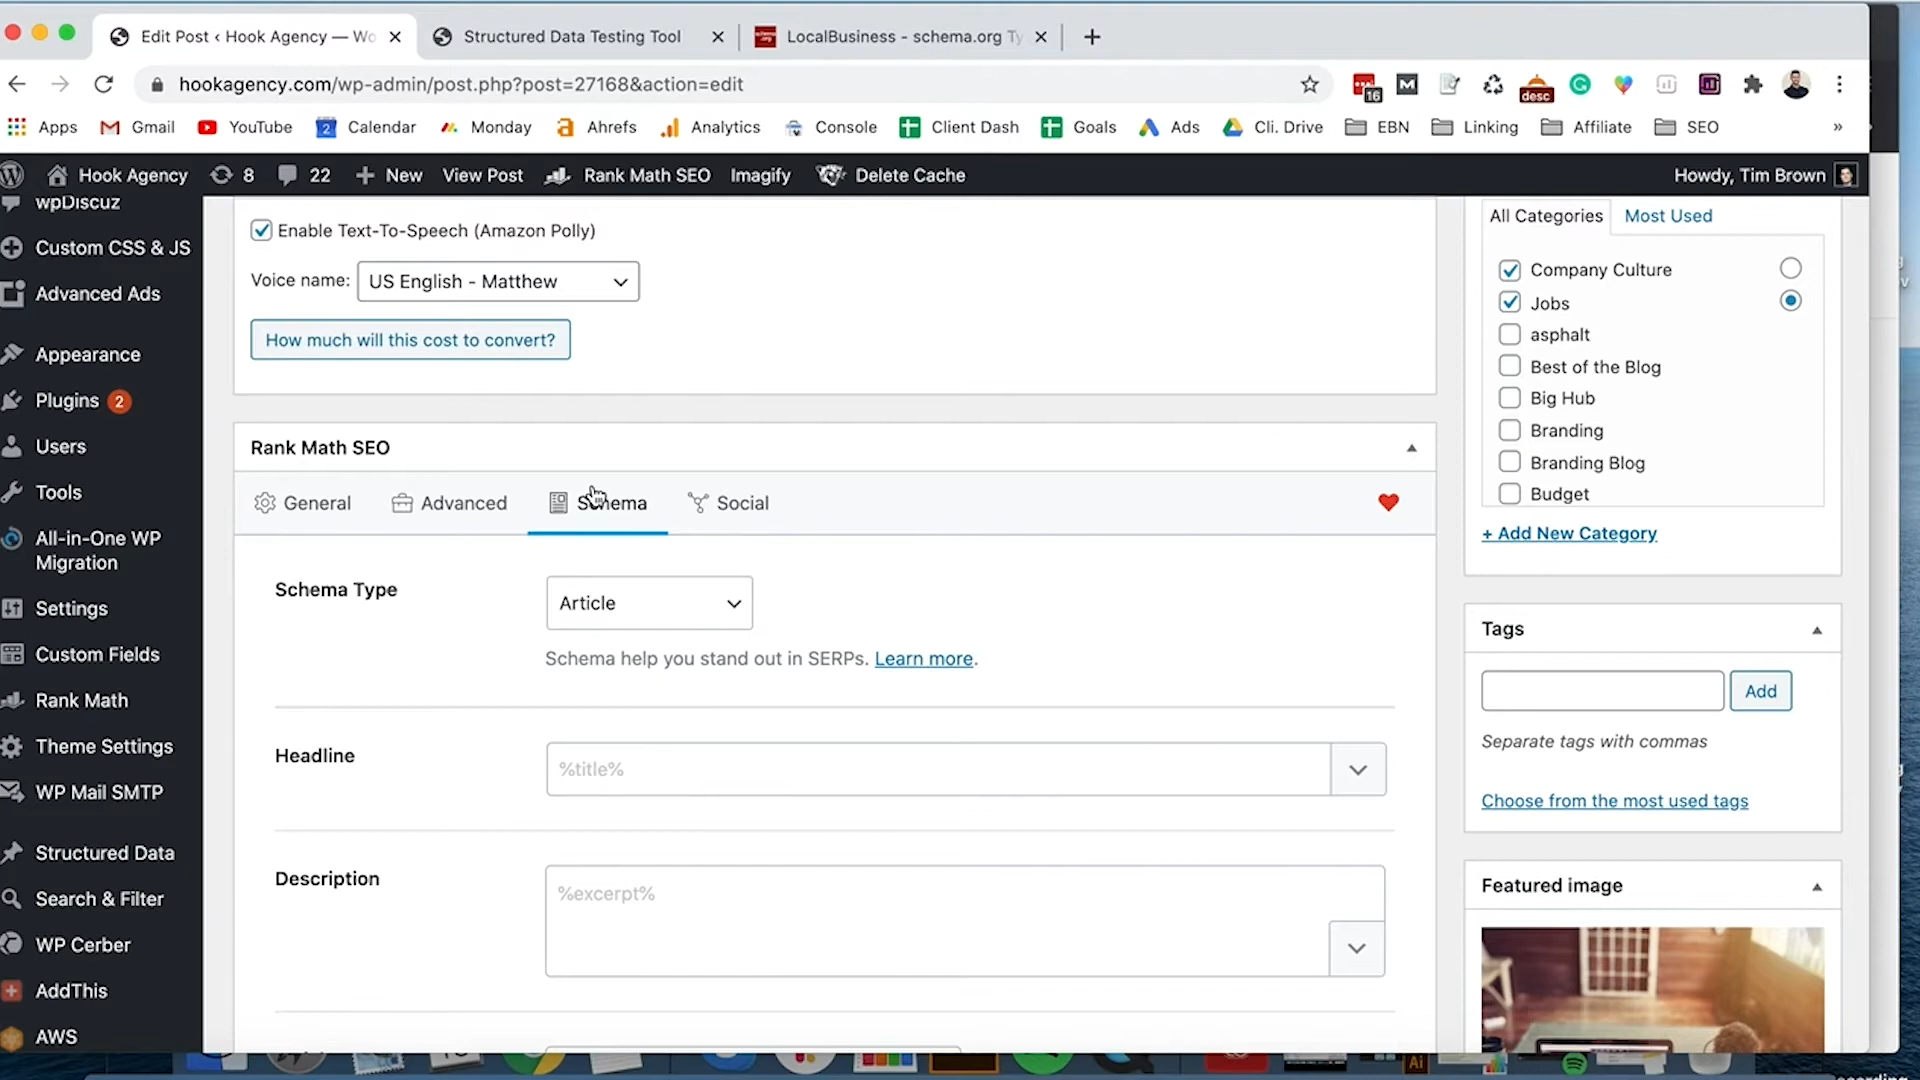 Edit Post ‹ Hook Agency — Wo
Structured Data Testing Tool
LocalBusiness - schema.org Ty
hookagency.com/wp-admin/post.php?post=27168&action=edit
16
desc
Apps
Gmail
YouTube
2 Calendar
Monday
Ahrefs
Analytics
Console
Client Dash
Goals
Ads
Cli. Drive
EBN
Linking
Affiliate
SEO
»
Hook Agency
8
22
New
View Post
Rank Math SEO
Imagify
Delete Cache
Howdy, Tim Brown
wpDiscuz
Custom CSS & JS
Advanced Ads
Appearance
Plugins 2
Users
Tools
All-in-One WP
Migration
Settings
Custom Fields
Rank Math
Theme Settings
WP Mail SMTP
Structured Data
Search & Filter
WP Cerber
AddThis
AWS
Enable Text-To-Speech (Amazon Polly)
Voice name: US English - Matthew
How much will this cost to convert?
Rank Math SEO
General
Advanced
Schema
Social
Schema Type
Article
Schema help you stand out in SERPs. Learn more.
Headline
%title%
Description
%excerpt%
All Categories
Most Used
Company Culture
Jobs
asphalt
Best of the Blog
Big Hub
Branding
Branding Blog
Budget
+ Add New Category
Tags
Add
Separate tags with commas
Choose from the most used tags
Featured image
Ai